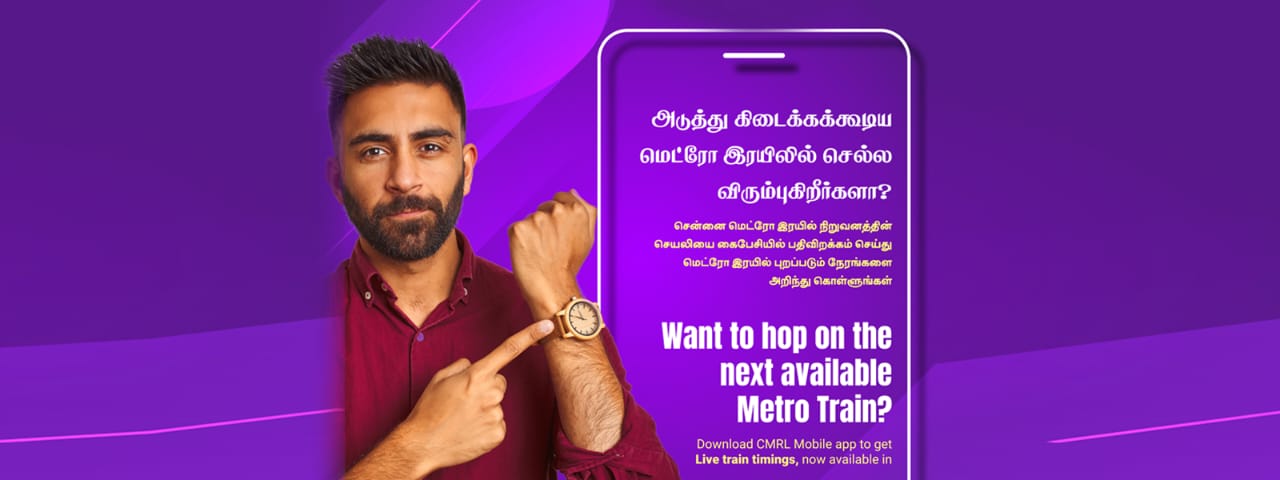 அடுத்து கிடைக்கக்கூடிய
மெட்ரோ இரயிலில் செல்ல
விரும்புகிறீர்களா?
சென்னை மெட்ரோ இரயில் நிறுவனத்தின்
செயலியை கைபேசியில் பதிவிறக்கம் செய்து
மெட்ரோ இரயில் புறப்படும் நேரங்களை
அறிந்து கொள்ளுங்கள்
Want to hop on the
next available
Metro Train?
Download CMRL Mobile app to get
Live train timings, now available in